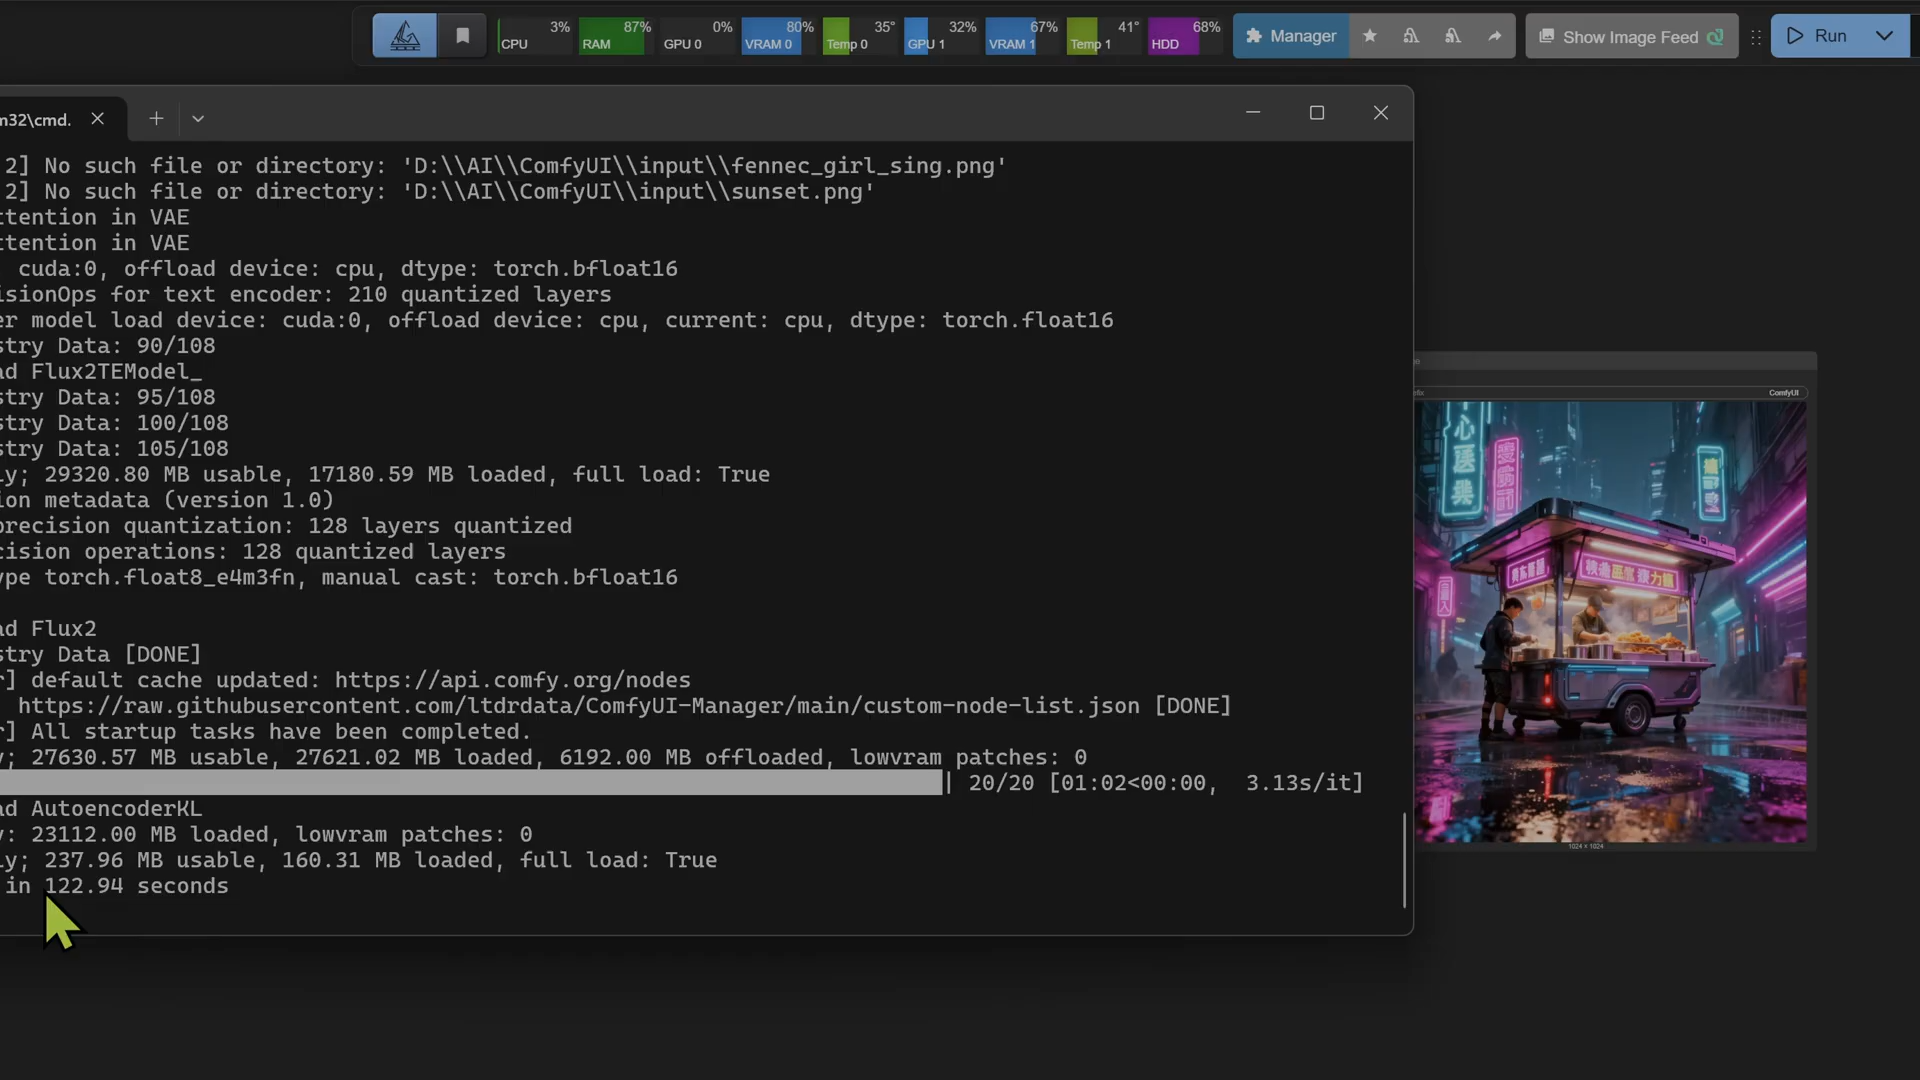 CPU 3%
RAM 87%
GPU 0 0%
VRAM 0 80%
Temp 0 35°
GPU 1 32%
VRAM 1 67%
Temp 1 41°
HDD 68%
Manager
Show Image Feed
Run
m32\cmd.
2] No such file or directory: 'D:\\AI\\ComfyUI\\input\\fennec_girl_sing.png'
2] No such file or directory: 'D:\\AI\\ComfyUI\\input\\sunset.png'
ttention in VAE
ttention in VAE
cuda:0, offload device: cpu, dtype: torch.bfloat16
isionOps for text encoder: 210 quantized layers
er model load device: cuda:0, offload device: cpu, current: cpu, dtype: torch.float16
stry Data: 90/108
ad Flux2TEModel_
stry Data: 95/108
stry Data: 100/108
stry Data: 105/108
ly; 29320.80 MB usable, 17180.59 MB loaded, full load: True
ion metadata (version 1.0)
precision quantization: 128 layers quantized
cision operations: 128 quantized layers
ype torch.float8_e4m3fn, manual cast: torch.bfloat16
ad Flux2
stry Data [DONE]
r] default cache updated: https://api.comfy.org/nodes
https://raw.githubusercontent.com/ltdrdata/ComfyUI-Manager/main/custom-node-list.json [DONE]
r] All startup tasks have been completed.
y; 27630.57 MB usable, 27621.02 MB loaded, 6192.00 MB offloaded, lowvram patches: 0
| 20/20 [01:02<00:00, 3.13s/it]
ad AutoencoderKL
y: 23112.00 MB loaded, lowvram patches: 0
ly; 237.96 MB usable, 160.31 MB loaded, full load: True
in 122.94 seconds
ComfyUI
1024 × 1024